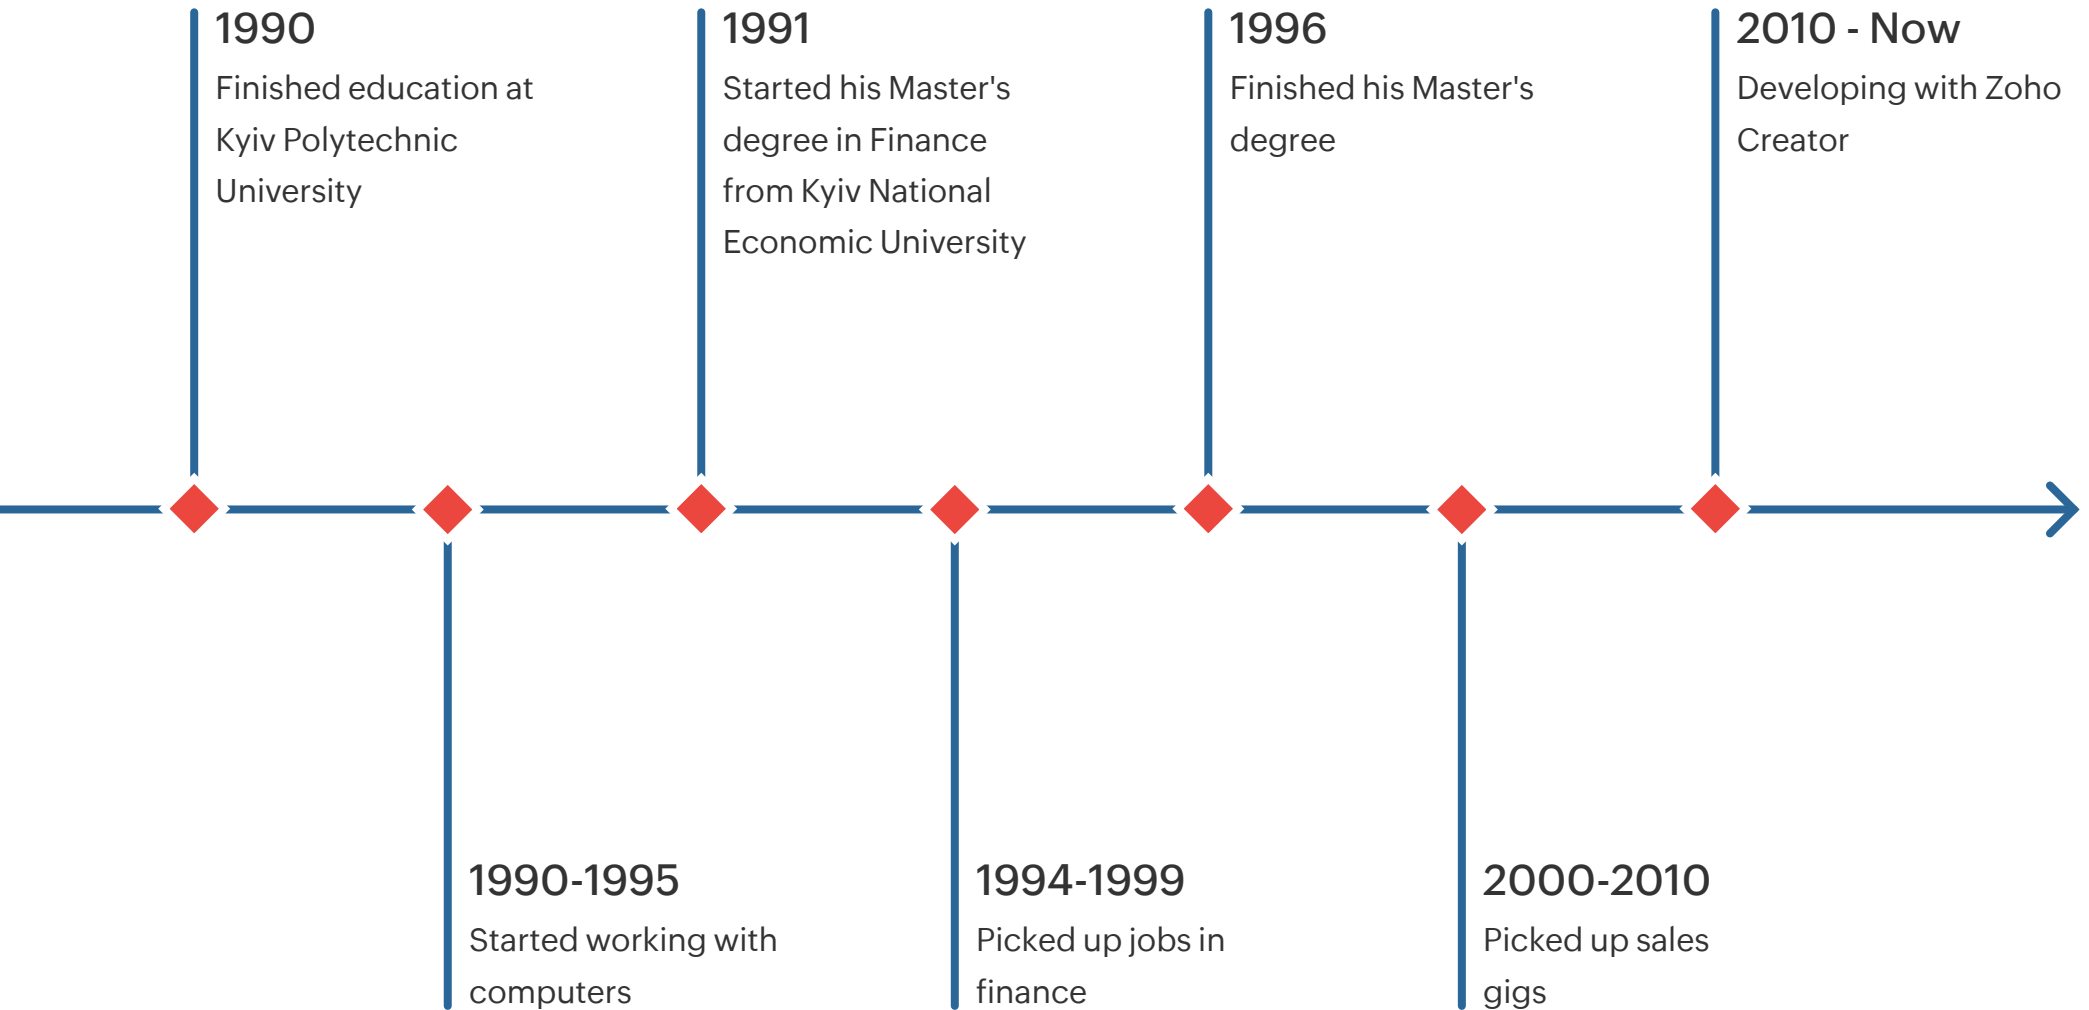 1990
Finished education at
Kyiv Polytechnic
University
1990-1995
Started working with
computers
1991
Started his Master's
degree in Finance
from Kyiv National
Economic University
1994-1999
Picked up jobs in
finance
1996
Finished his Master's
degree
2000-2010
Picked up sales
gigs
2010 - Now
Developing with Zoho
Creator